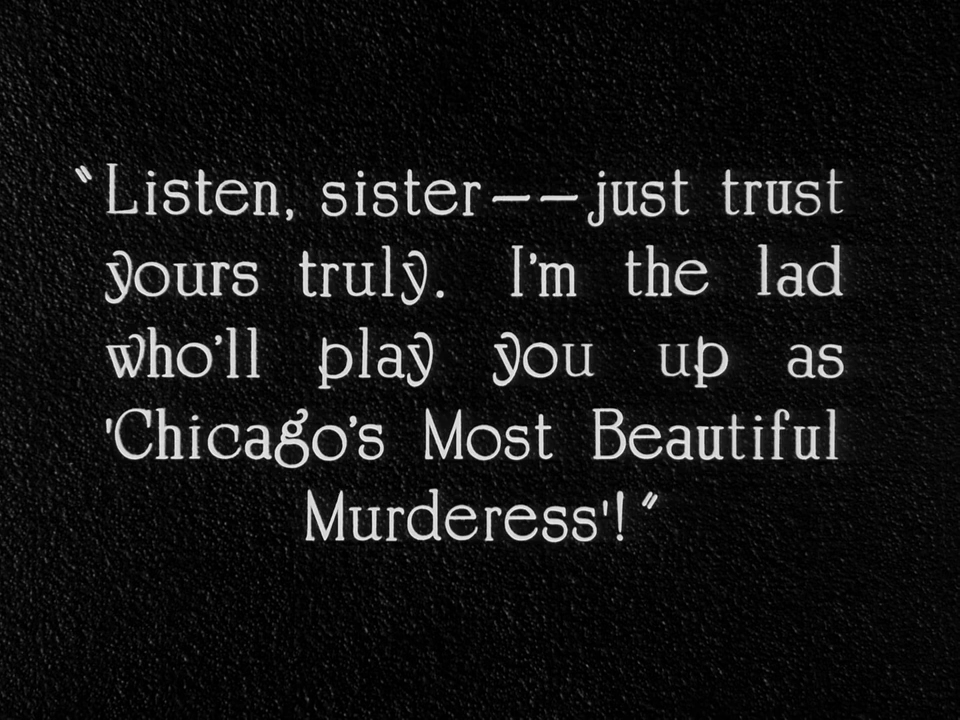 "Listen, sister——just trust
yours truly. I'm the lad
who'll play you up as
'Chicago's Most Beautiful
Murderess'!"